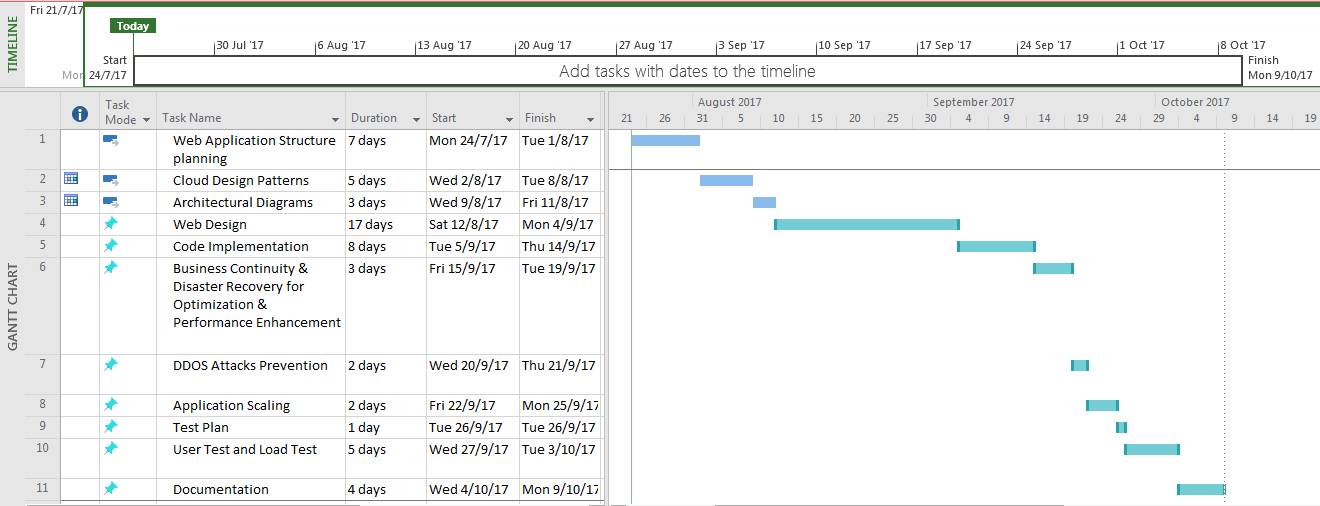 TIMELINE
Fri 21/7/17
Today
30 Jul '17 6 Aug '17 13 Aug '17 20 Aug '17 27 Aug '17 3 Sep '17 10 Sep '17 17 Sep '17 24 Sep '17 1 Oct '17 8 Oct '17
Start
Mon 24/7/17
Add tasks with dates to the timeline
Finish
Mon 9/10/17
GANTT CHART
Task Mode Task Name Duration Start Finish
August 2017 September 2017 October 2017
21 26 31 5 10 15 20 25 30 4 9 14 19 24 29 4 9 14 19
1 Web Application Structure 7 days Mon 24/7/17 Tue 1/8/17
planning
2 Cloud Design Patterns 5 days Wed 2/8/17 Tue 8/8/17
3 Architectural Diagrams 3 days Wed 9/8/17 Fri 11/8/17
4 Web Design 17 days Sat 12/8/17 Mon 4/9/17
5 Code Implementation 8 days Tue 5/9/17 Thu 14/9/17
6 Business Continuity & 3 days Fri 15/9/17 Tue 19/9/17
Disaster Recovery for
Optimization &
Performance Enhancement
7 DDOS Attacks Prevention 2 days Wed 20/9/17 Thu 21/9/17
8 Application Scaling 2 days Fri 22/9/17 Mon 25/9/17
9 Test Plan 1 day Tue 26/9/17 Tue 26/9/17
10 User Test and Load Test 5 days Wed 27/9/17 Tue 3/10/17
11 Documentation 4 days Wed 4/10/17 Mon 9/10/17